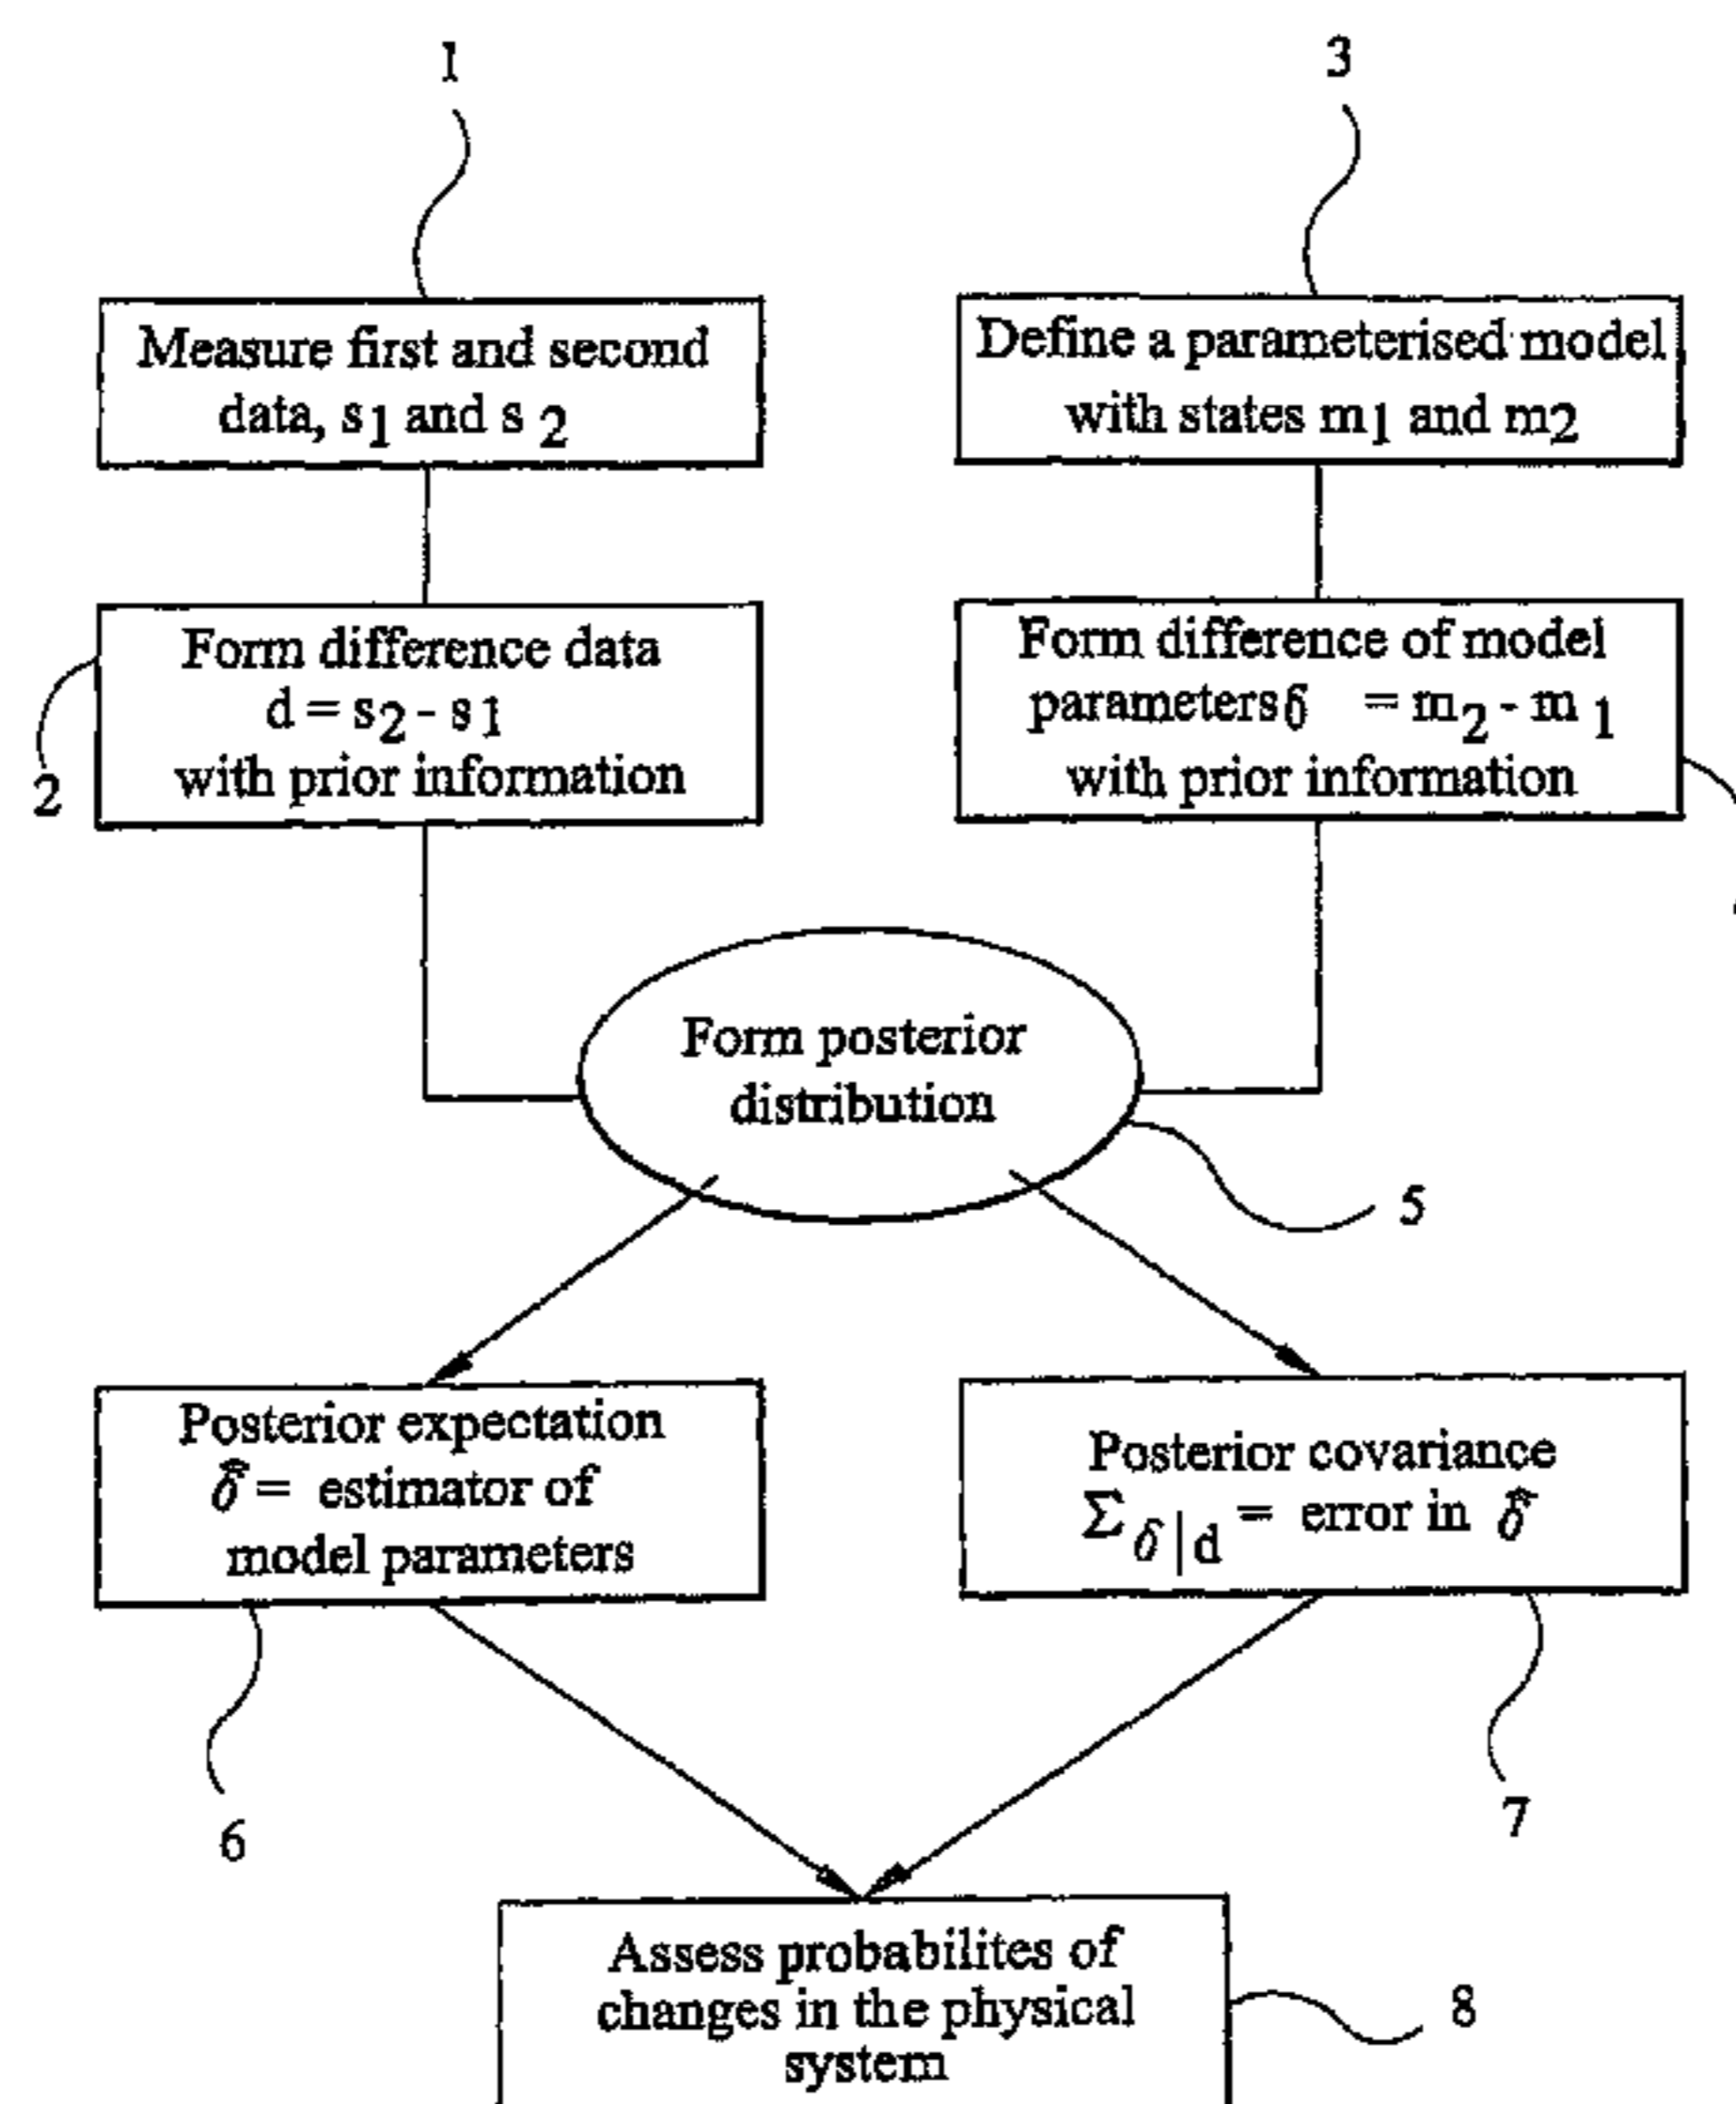 1
3
Measure first and second
data, s1 and s 2
Define a parameterised model
with states m1 and m2
Form difference data
d = s2 - s1
with prior information
2
Form difference of model
parameters δ = m2 - m 1
with prior information
Form posterior
distribution
5
Posterior expectation
δ̂ = estimator of
model parameters
Posterior covariance
Σ δ|d = error in δ̂
6
7
Assess probabilites of
changes in the physical
system
8